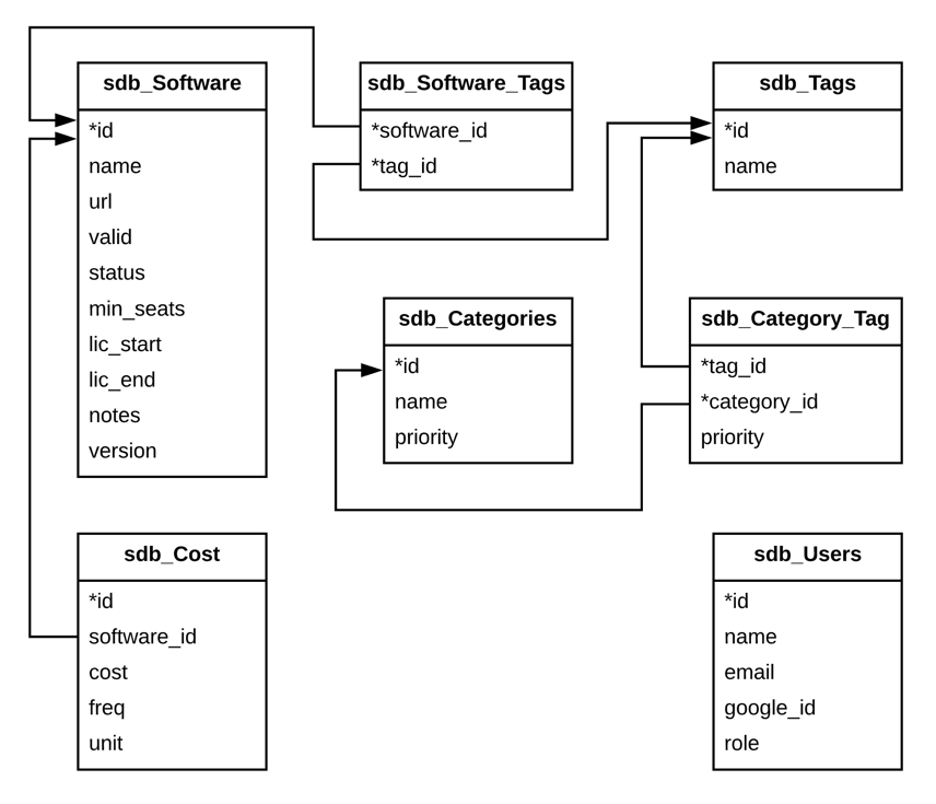 sdb_Software
*id
name
url
valid
status
min_seats
lic_start
lic_end
notes
version
sdb_Software_Tags
*software_id
*tag_id
sdb_Tags
*id
name
sdb_Categories
*id
name
priority
sdb_Category_Tag
*tag_id
*category_id
priority
sdb_Cost
*id
software_id
cost
freq
unit
sdb_Users
*id
name
email
google_id
role